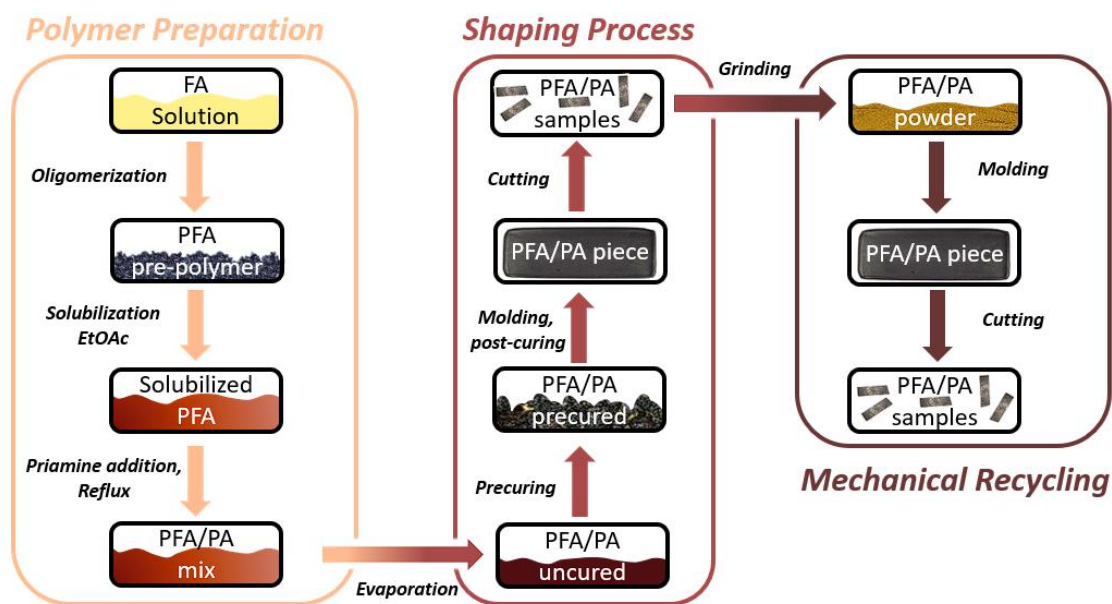 Polymer Preparation
FA
Solution
Oligomerization
PFA
pre-polymer
Solubilization
EtOAc
Solubilized
PFA
Priamine addition,
Reflux
PFA/PA
mix
Evaporation
Shaping Process
PFA/PA
samples
Cutting
PFA/PA piece
Molding,
post-curing
PFA/PA
precured
Precuring
PFA/PA
uncured
Grinding
PFA/PA
powder
Molding
PFA/PA piece
Cutting
PFA/PA
samples
Mechanical Recycling